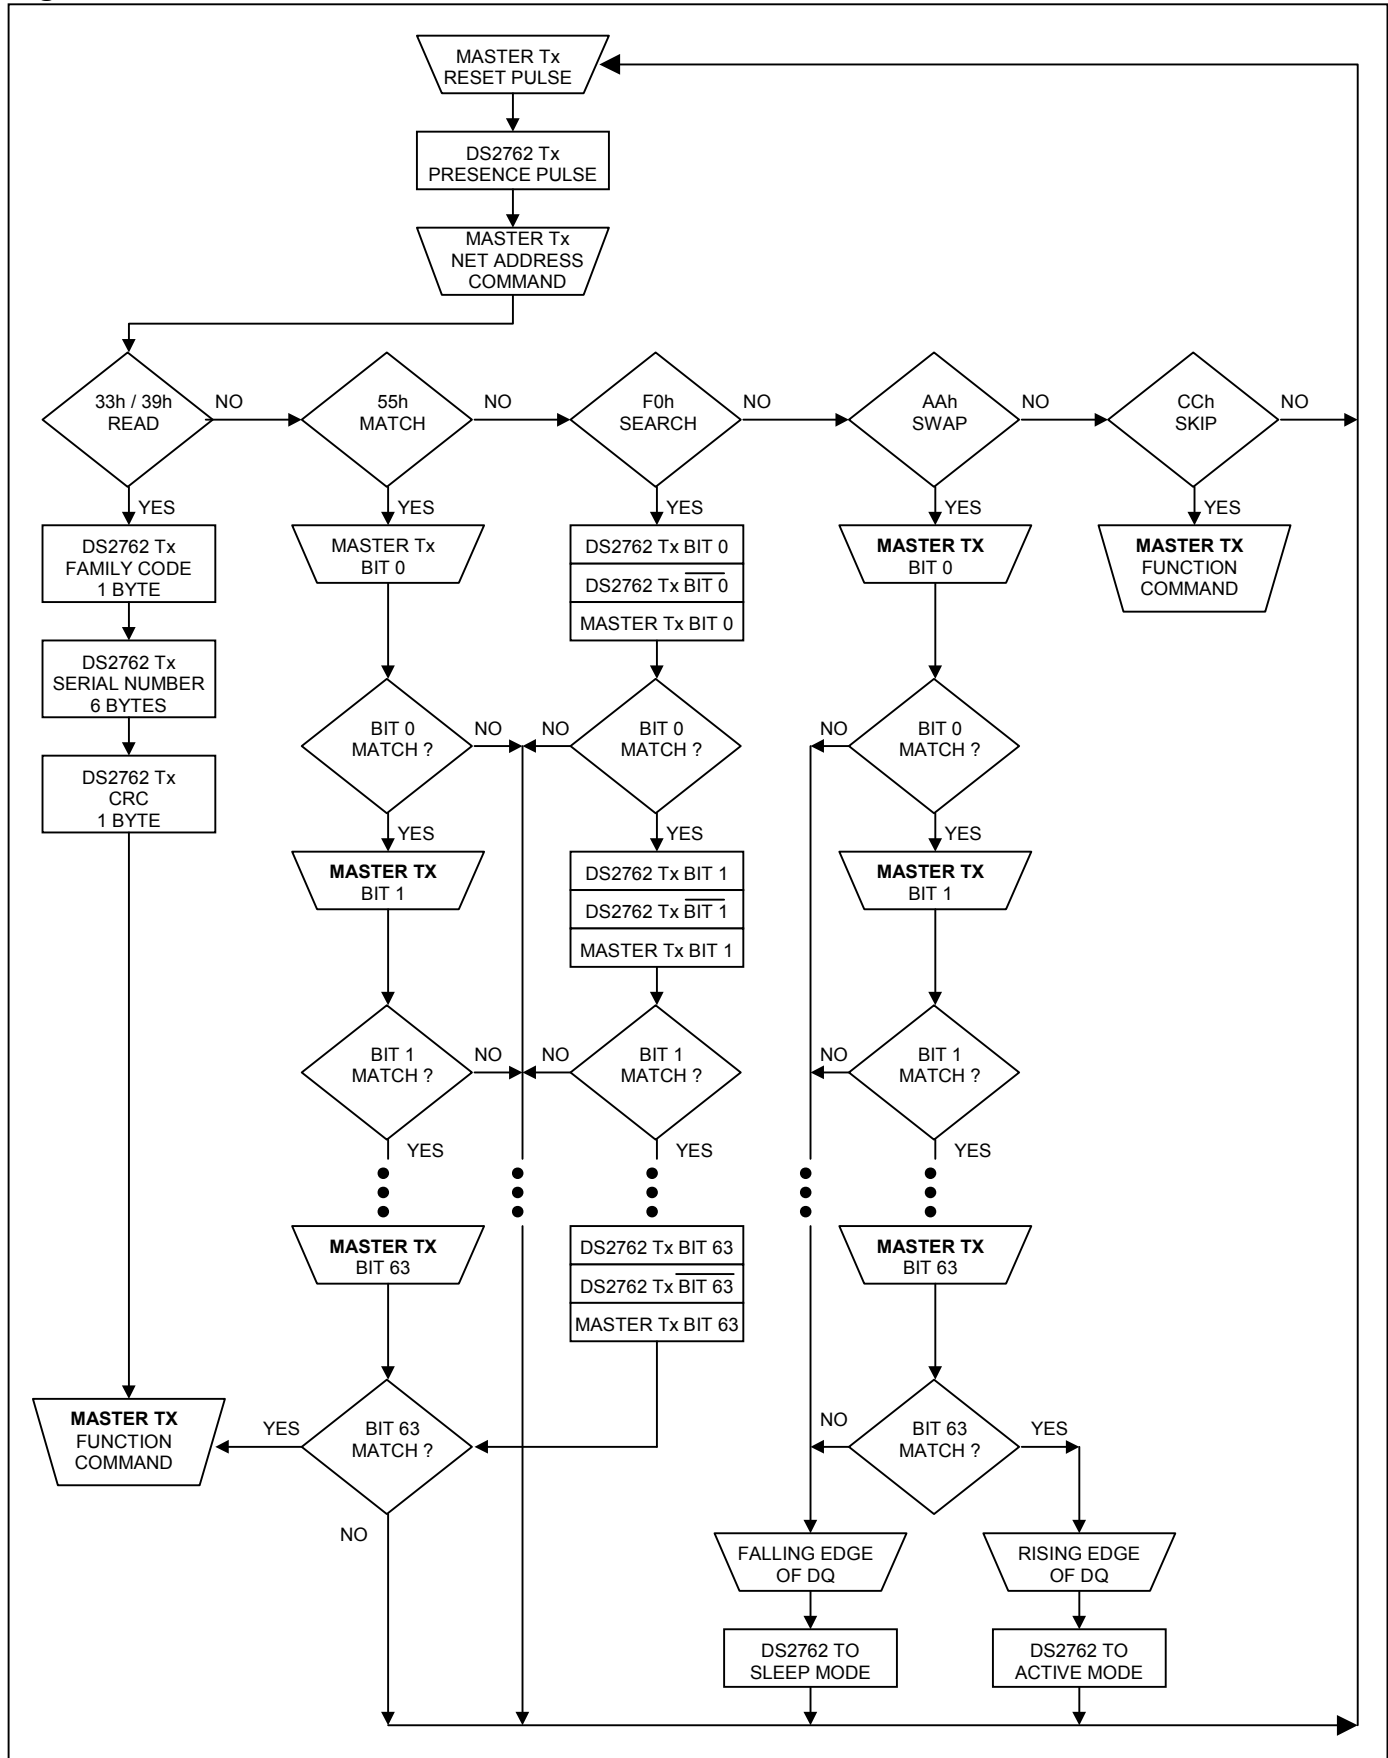 MASTER Tx
RESET PULSE
DS2762 Tx
PRESENCE PULSE
MASTER Tx
NET ADDRESS
COMMAND
33h / 39h
READ
NO
YES
55h
MATCH
NO
YES
F0h
SEARCH
NO
YES
AAh
SWAP
NO
YES
CCh
SKIP
NO
YES
DS2762 Tx
FAMILY CODE
1 BYTE
DS2762 Tx
SERIAL NUMBER
6 BYTES
DS2762 Tx
CRC
1 BYTE
MASTER TX
FUNCTION
COMMAND
MASTER Tx
BIT 0
BIT 0
MATCH ?
NO
YES
MASTER TX
BIT 1
BIT 1
MATCH ?
NO
YES
MASTER TX
BIT 63
BIT 63
MATCH ?
YES
NO
DS2762 Tx BIT 0
DS2762 Tx BIT 0
MASTER Tx BIT 0
BIT 0
MATCH ?
NO
YES
DS2762 Tx BIT 1
DS2762 Tx BIT 1
MASTER Tx BIT 1
BIT 1
MATCH ?
NO
YES
DS2762 Tx BIT 63
DS2762 Tx BIT 63
MASTER Tx BIT 63
MASTER TX
BIT 0
BIT 0
MATCH ?
NO
YES
MASTER TX
BIT 1
BIT 1
MATCH ?
NO
YES
MASTER TX
BIT 63
BIT 63
MATCH ?
NO
YES
FALLING EDGE
OF DQ
DS2762 TO
SLEEP MODE
RISING EDGE
OF DQ
DS2762 TO
ACTIVE MODE
MASTER TX
FUNCTION
COMMAND